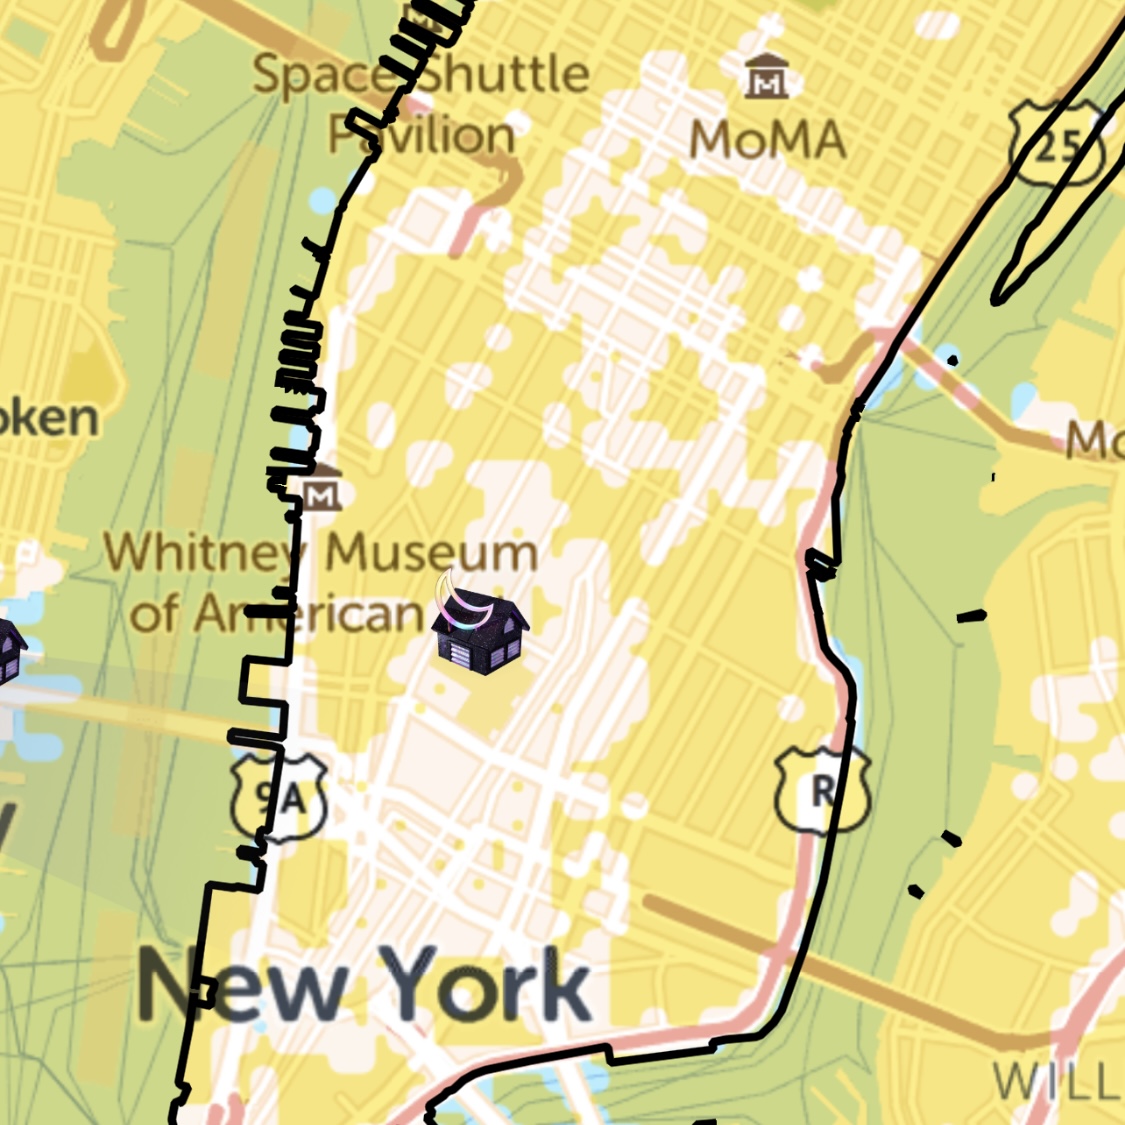 Space Shuttle
Pavilion
MoMA
25
oken
Mo
Whitney Museum
of American
9A
R
y
New York
WILL